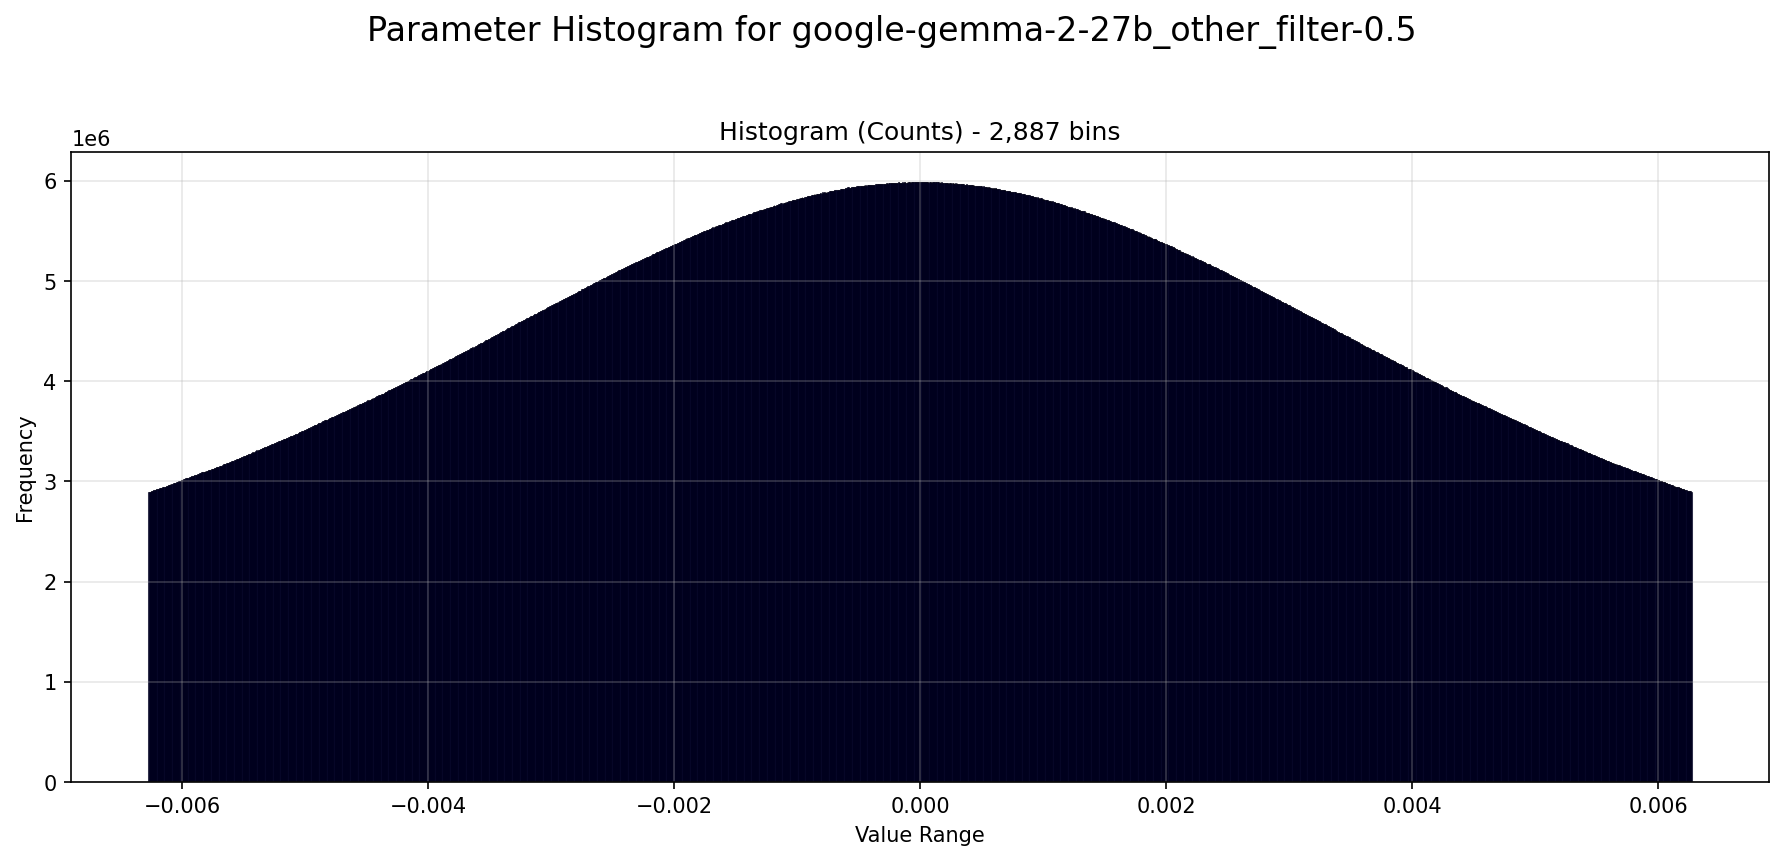 Parameter Histogram for google-gemma-2-27b_other_filter-0.5
Histogram (Counts) - 2,887 bins
1e6
6
5
4
3
2
1
0
Frequency
−0.006
−0.004
−0.002
0.000
0.002
0.004
0.006
Value Range